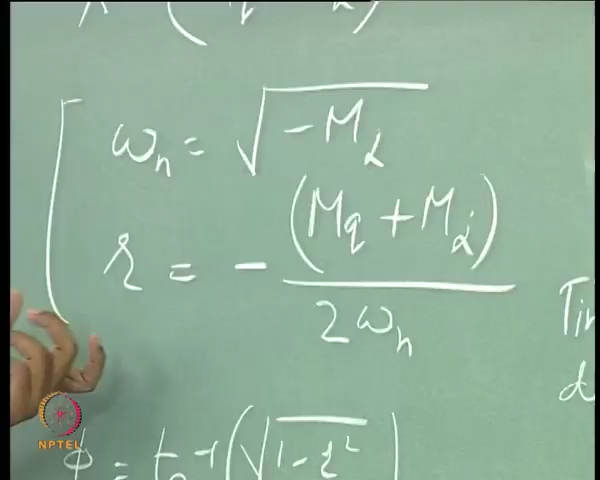 ωn = √(-Mα)
ζ = - (Mq + Mα̇) / 2ωn
Φ = tan⁻¹(√(1-ζ²))
NPTEL